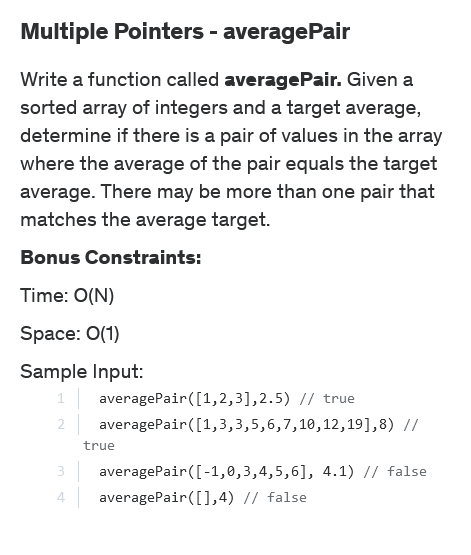 Multiple Pointers - averagePair
Write a function called averagePair. Given a
sorted array of integers and a target average,
determine if there is a pair of values in the array
where the average of the pair equals the target
average. There may be more than one pair that
matches the average target.
Bonus Constraints:
Time: O(N)
Space: O(1)
Sample Input:
1 averagePair([1,2,3],2.5) // true
2 averagePair([1,3,3,5,6,7,10,12,19],8) //
true
3 averagePair([-1,0,3,4,5,6], 4.1) // false
4 averagePair([],4) // false